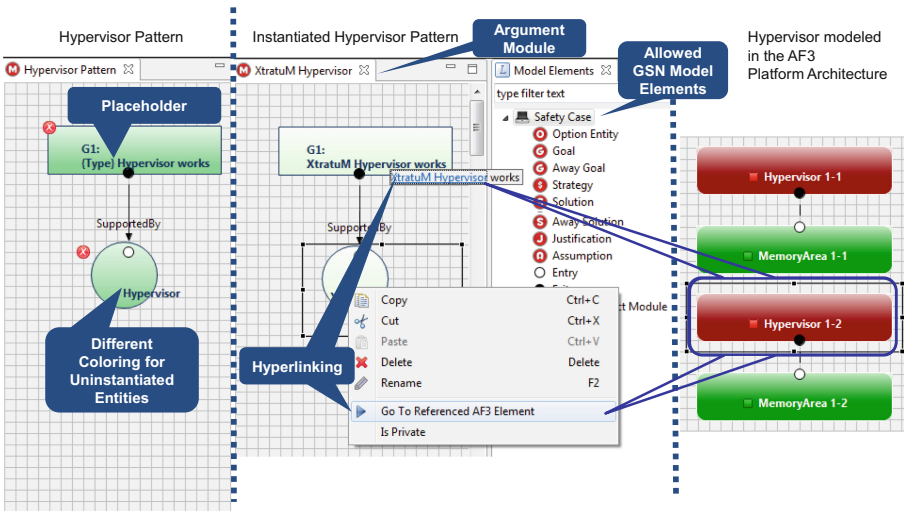 Hypervisor Pattern
Instantiated Hypervisor Pattern
Argument
Module
Allowed
GSN Model
Elements
Hypervisor modeled
in the AF3
Platform Architecture
Hypervisor Pattern
Placeholder
G1:
(Type) Hypervisor works
SupportedBy
Hypervisor
Different
Coloring for
Uninstantiated
Entities
XtratuM Hypervisor
G1:
XtratuM Hypervisor works
XtratuM Hypervisor works
SupportedBy
Hyperlinking
Copy Ctrl+C
Cut Ctrl+X
Paste Ctrl+V
Delete Delete
Rename F2
Go To Referenced AF3 Element
Is Private
Model Elements
type filter text
Safety Case
Option Entity
Goal
Away Goal
Strategy
Solution
Away Solution
Justification
Assumption
Entry
ct Module
Hypervisor 1-1
MemoryArea 1-1
Hypervisor 1-2
MemoryArea 1-2